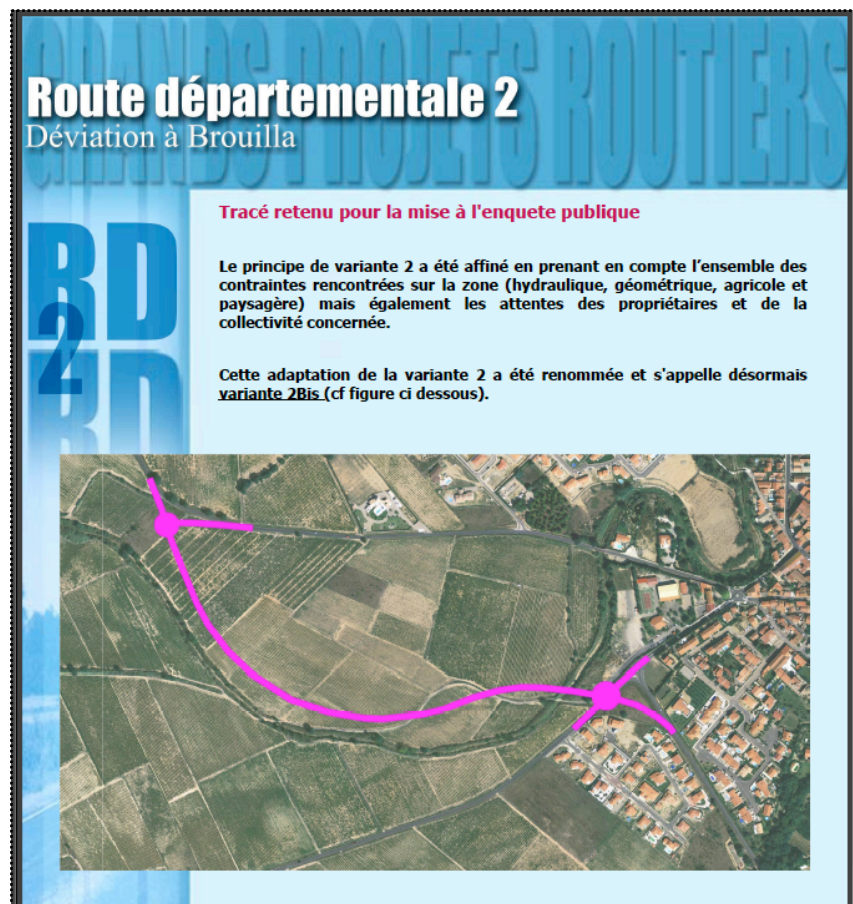 GRANDS PROJETS ROUTIERS
Route départementale 2
Déviation à Brouilla
RD
2
RD
Tracé retenu pour la mise à l'enquete publique
Le principe de variante 2 a été affiné en prenant en compte l’ensemble des
contraintes rencontrées sur la zone (hydraulique, géométrique, agricole et
paysagère) mais également les attentes des propriétaires et de la
collectivité concernée.
Cette adaptation de la variante 2 a été renommée et s'appelle désormais
variante 2Bis (cf figure ci dessous).